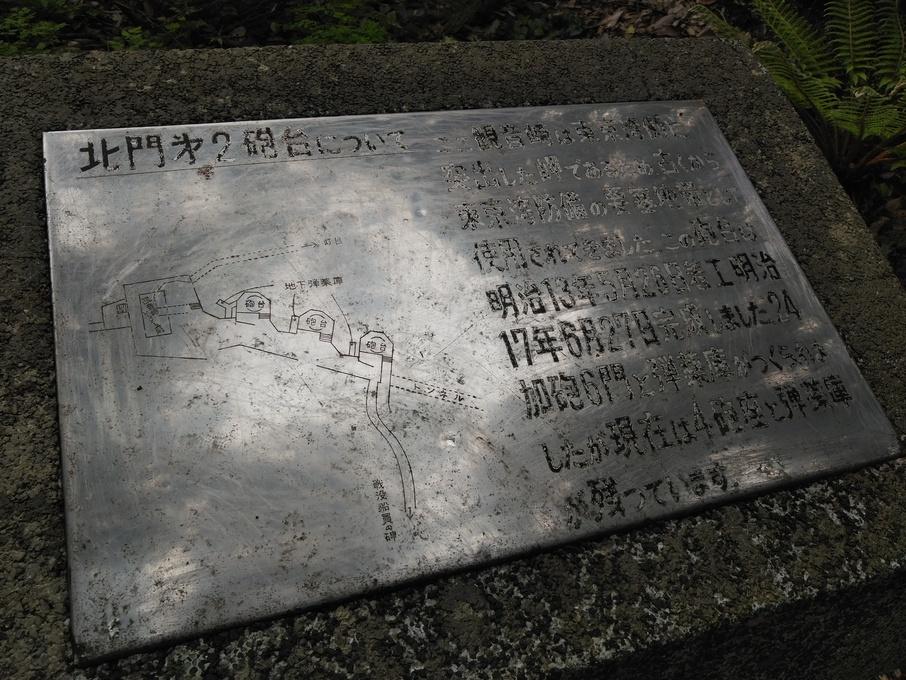 北門第2砲台について
ここ観音崎は東京湾に
突出した岬であるため古くから
東京湾防備の重要地帯として
使用されてきました この砲台は
明治13年5月26日着工明治
17年6月27日完成しました24
加砲6門と弾薬庫がつくられま
したが現在は4砲座と弾薬庫
が残っています。
灯台
地下弾薬庫
砲台
砲台
砲台
トンネル
戦没船員の碑